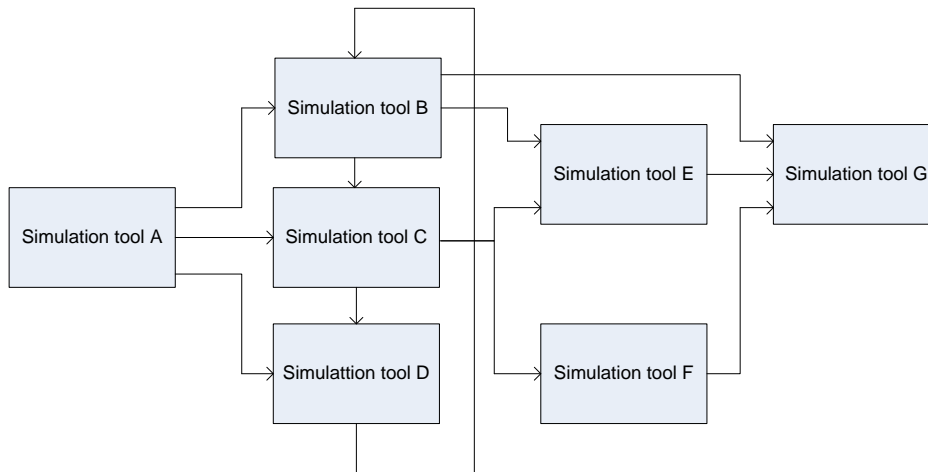 Simulation tool B
Simulation tool E
Simulation tool G
Simulation tool A
Simulation tool C
Simulattion tool D
Simulation tool F